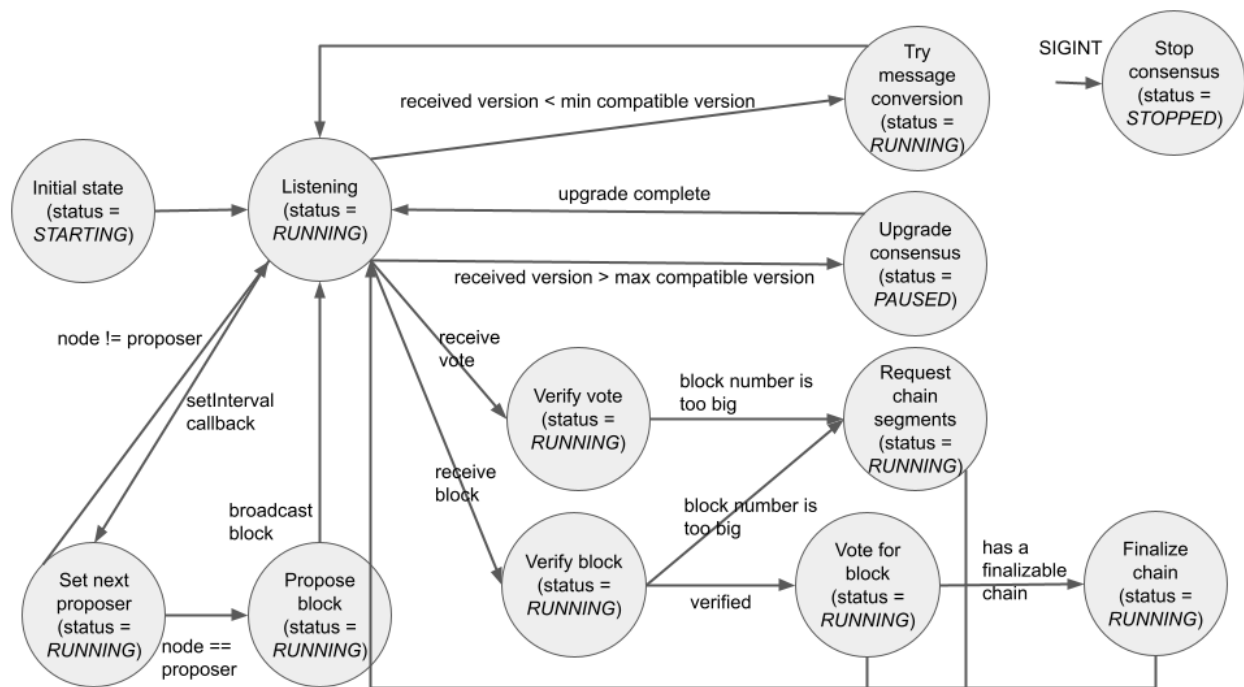 Try
message
conversion
(status =
RUNNING)
SIGINT
Stop
consensus
(status =
STOPPED)
received version < min compatible version
Initial state
(status =
STARTING)
Listening
(status =
RUNNING)
upgrade complete
Upgrade
consensus
(status =
PAUSED)
received version > max compatible version
node != proposer
setInterval
callback
receive
vote
Verify vote
(status =
RUNNING)
block number is
too big
Request
chain
segments
(status =
RUNNING)
receive
block
broadcast
block
block number is
too big
Set next
proposer
(status =
RUNNING)
node ==
proposer
Propose
block
(status =
RUNNING)
Verify block
(status =
RUNNING)
verified
Vote for
block
(status =
RUNNING)
has a
finalizable
chain
Finalize
chain
(status =
RUNNING)